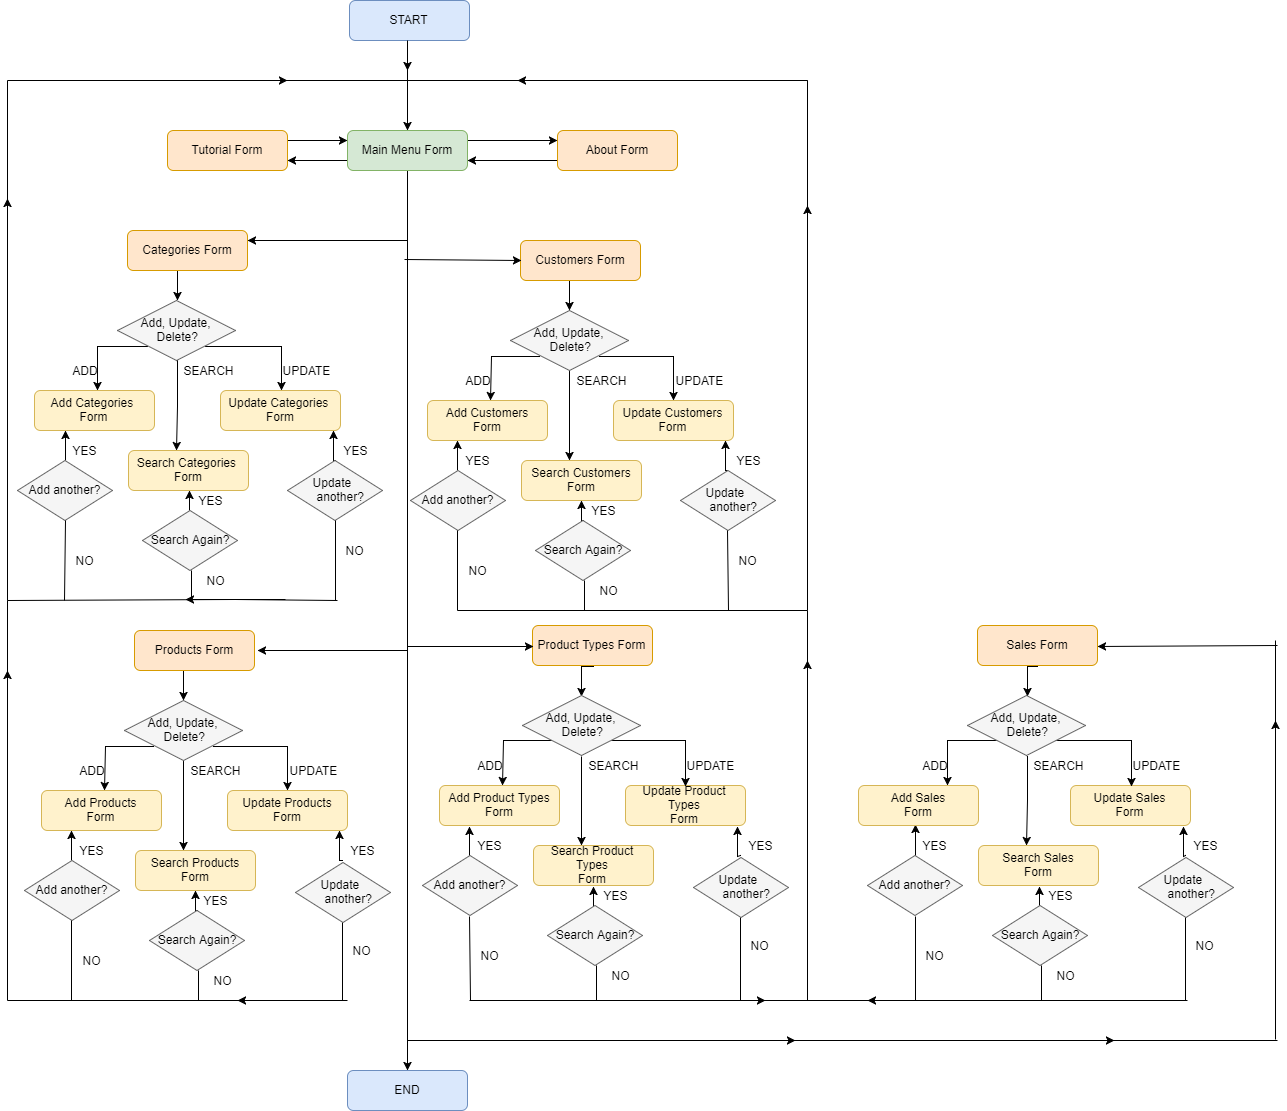 START
Tutorial Form
Main Menu Form
About Form
Categories Form
Add, Update,
Delete?
ADD
SEARCH
UPDATE
Add Categories
Form
Update Categories
Form
YES
Search Categories
Form
YES
Add another?
YES
Update
another?
Search Again?
NO
NO
NO
Customers Form
Add, Update,
Delete?
ADD
SEARCH
UPDATE
Add Customers
Form
Update Customers
Form
YES
Search Customers
Form
YES
Add another?
YES
Update
another?
Search Again?
NO
NO
NO
Products Form
Add, Update,
Delete?
ADD
SEARCH
UPDATE
Add Products
Form
Update Products
Form
YES
Search Products
Form
YES
Add another?
YES
Update
another?
Search Again?
NO
NO
NO
Product Types Form
Add, Update,
Delete?
ADD
SEARCH
UPDATE
Add Product Types
Form
Update Product
Types
Form
YES
Search Product
Types
Form
YES
Add another?
YES
Update
another?
Search Again?
NO
NO
NO
Sales Form
Add, Update,
Delete?
ADD
SEARCH
UPDATE
Add Sales
Form
Update Sales
Form
YES
Search Sales
Form
YES
Add another?
YES
Update
another?
Search Again?
NO
NO
NO
END